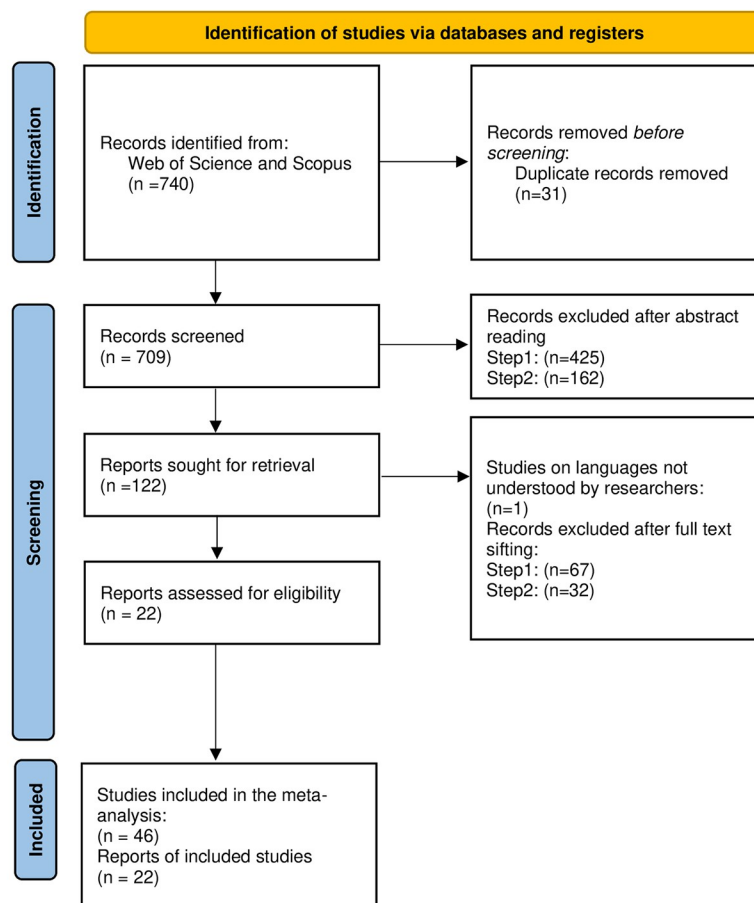 Identification of studies via databases and registers
Identification
Records identified from:
Web of Science and Scopus
(n =740)
Records removed before
screening:
Duplicate records removed
(n=31)
Screening
Records screened
(n = 709)
Records excluded after abstract
reading
Step1: (n=425)
Step2: (n=162)
Reports sought for retrieval
(n =122)
Studies on languages not
understood by researchers:
(n=1)
Records excluded after full text
sifting:
Step1: (n=67)
Step2: (n=32)
Reports assessed for eligibility
(n = 22)
Included
Studies included in the meta-
analysis:
(n = 46)
Reports of included studies
(n = 22)